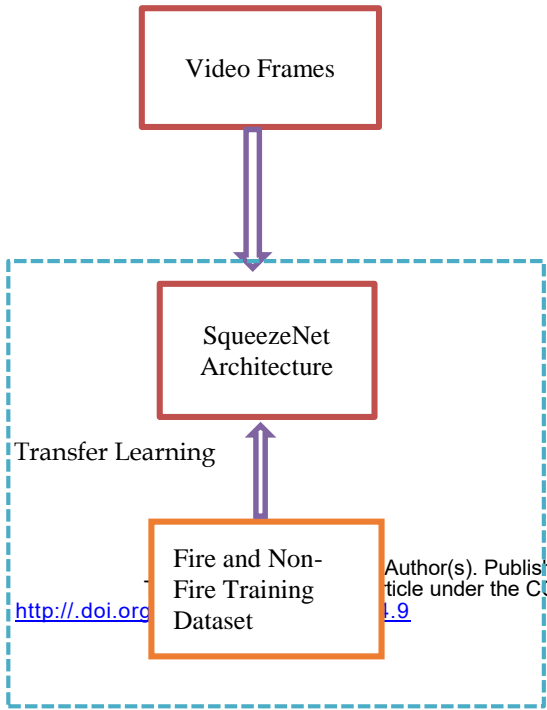 Video Frames
SqueezeNet
Architecture
Transfer Learning
Fire and Non-
Fire Training
Dataset
Author(s). Publish
ticle under the
http://.doi.org
4.9